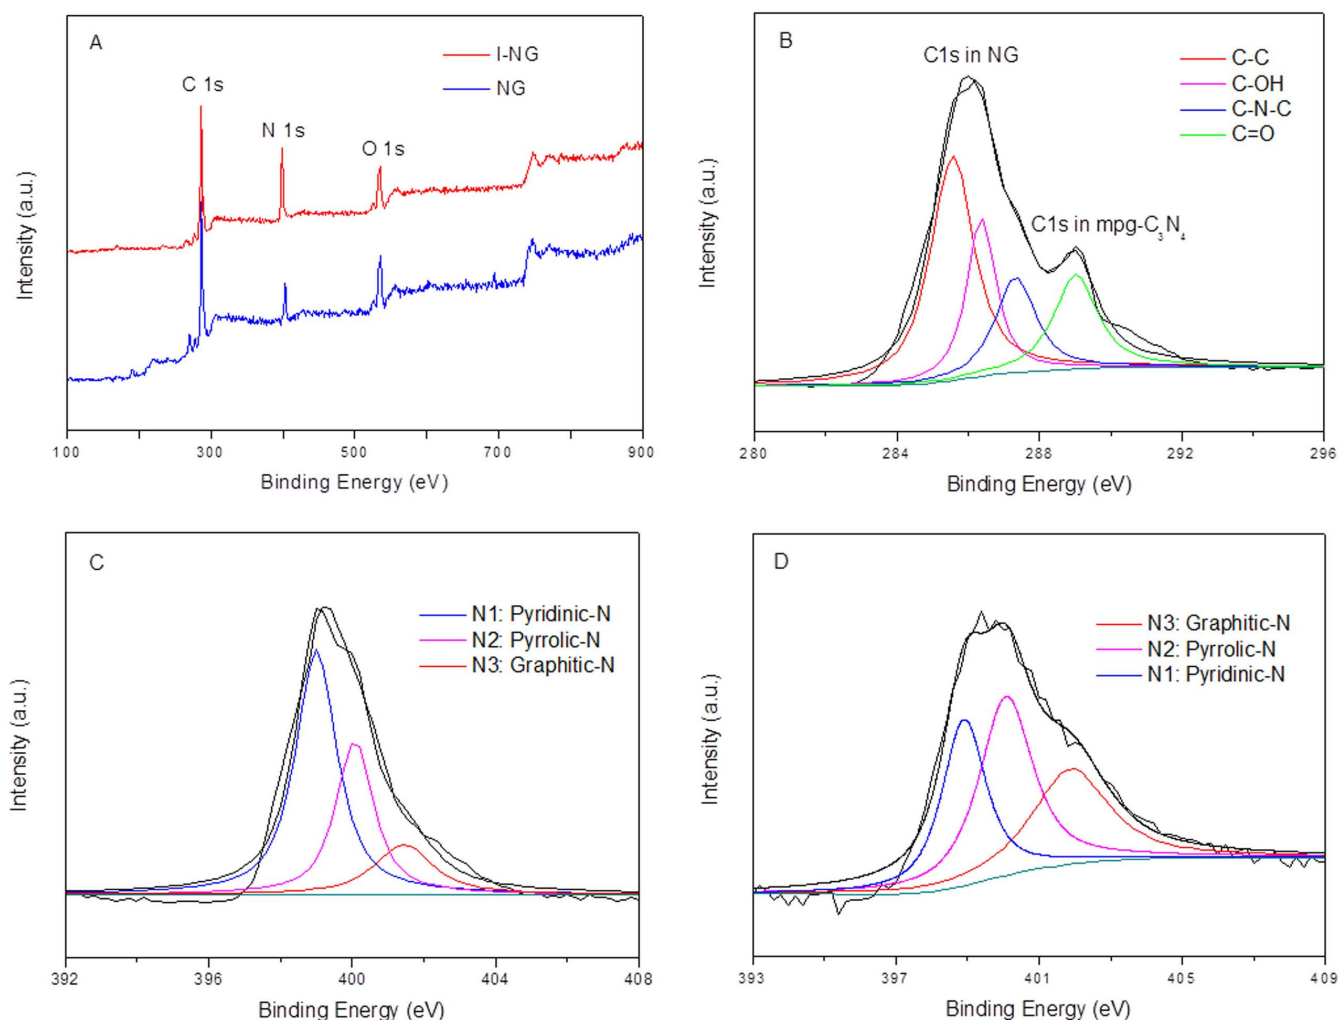 A
I-NG
NG
C 1s
N 1s
O 1s
Intensity (a.u.)
100 300 500 700 900
Binding Energy (eV)
B
C1s in NG
C-C
C-OH
C-N-C
C=O
C1s in mpg-C₃N₄
Intensity (a.u.)
280 284 288 292 296
Binding Energy (eV)
C
N1: Pyridinic-N
N2: Pyrrolic-N
N3: Graphitic-N
Intensity (a.u.)
392 396 400 404 408
Binding Energy (eV)
D
N3: Graphitic-N
N2: Pyrrolic-N
N1: Pyridinic-N
Intensity (a.u.)
393 397 401 405 409
Binding Energy (eV)